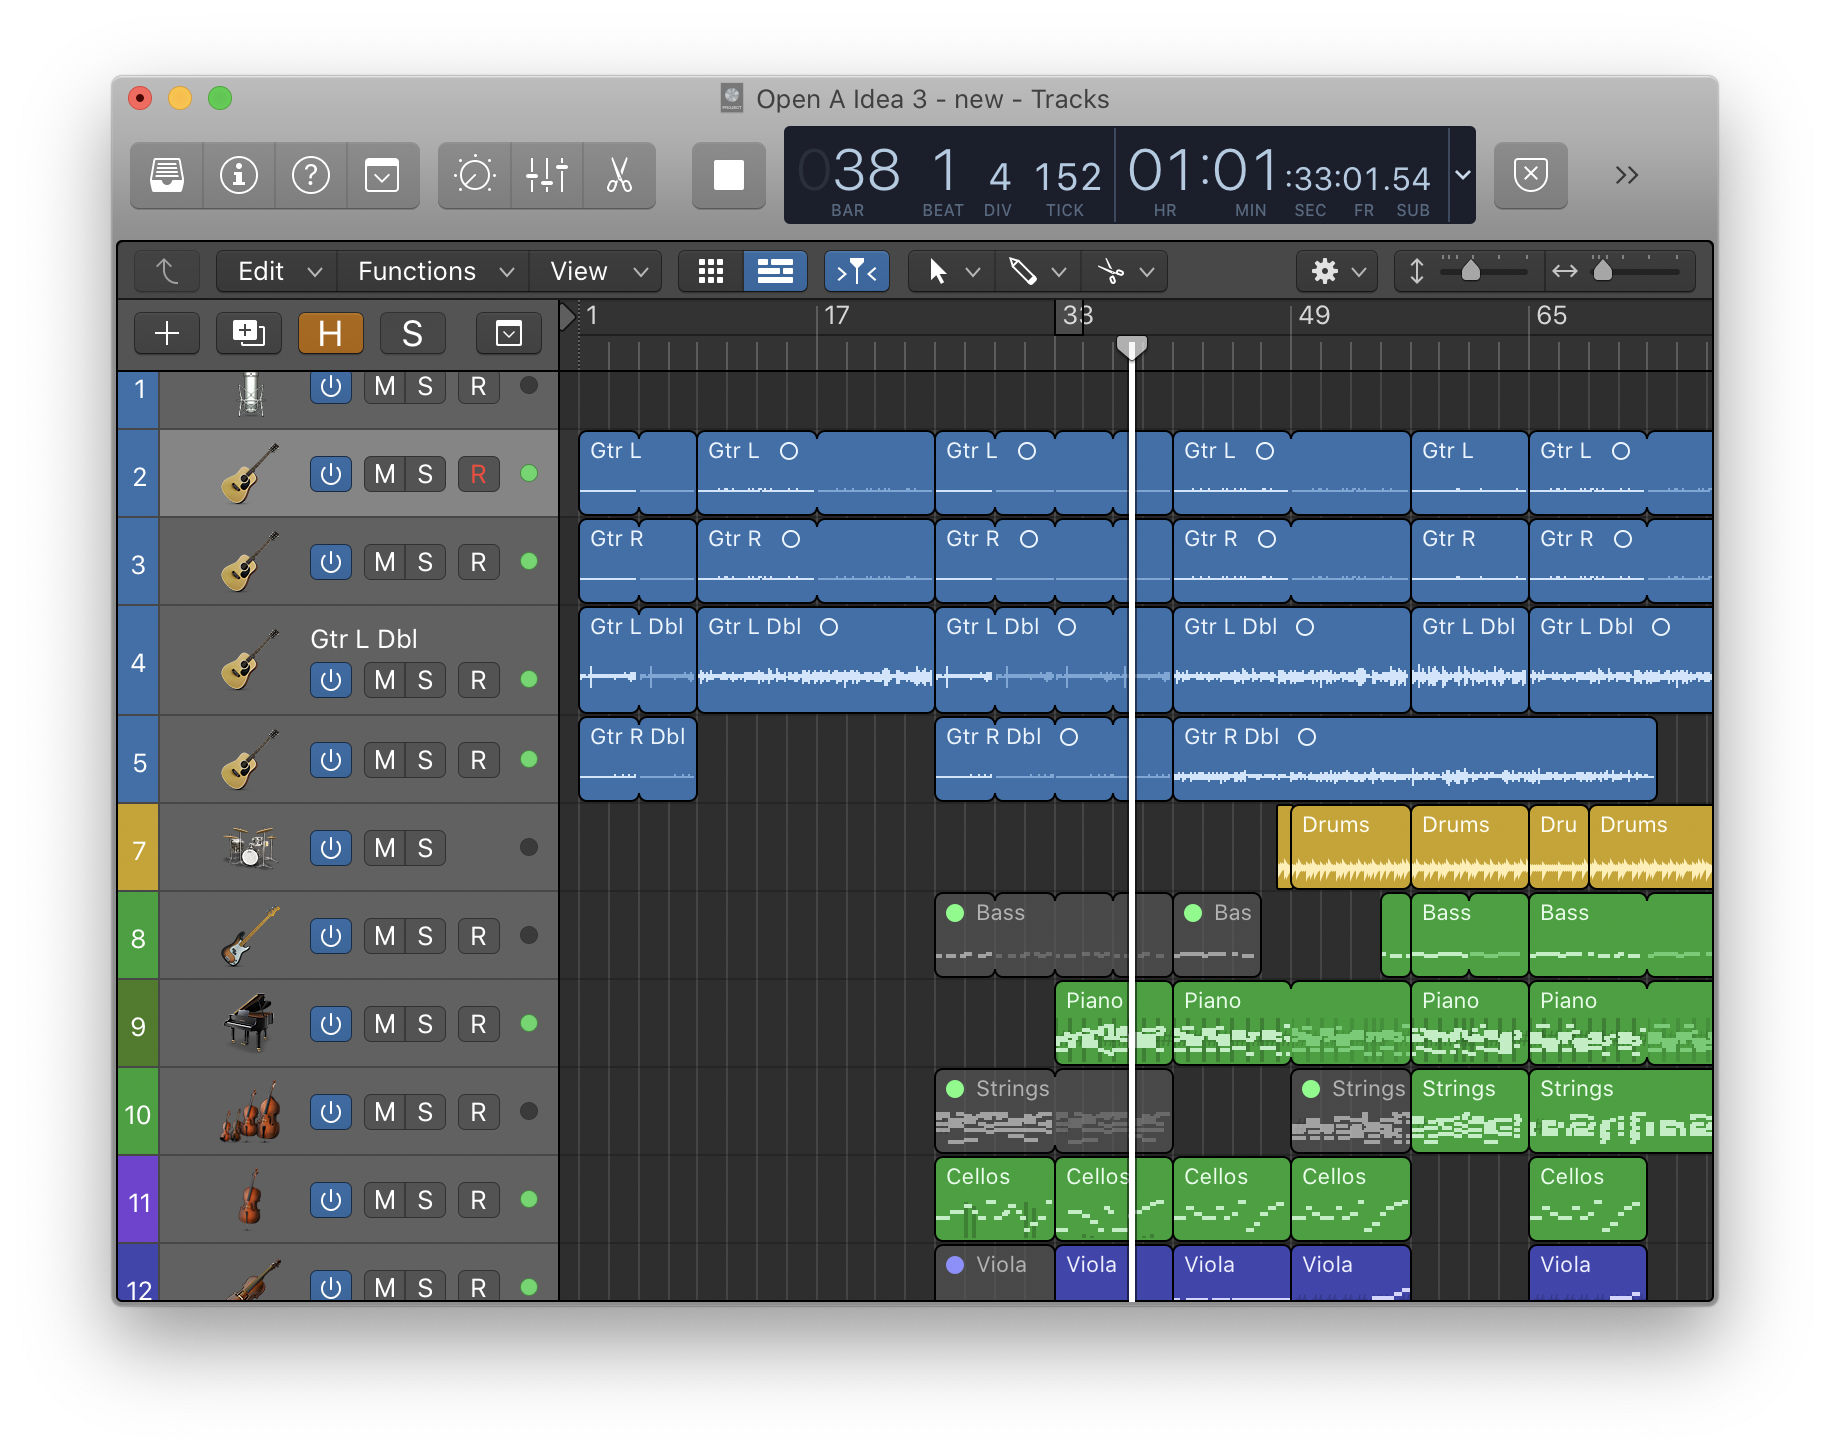 Open A Idea 3 - new - Tracks
038 1 4 152 01:01:33:01.54
BAR BEAT DIV TICK HR MIN SEC FR SUB
Edit Functions View
H S
1 17 33 49 65
1 M S R
2 M S R
Gtr L Gtr L Gtr L Gtr L Gtr L Gtr L
3 M S R
Gtr R Gtr R Gtr R Gtr R Gtr R Gtr R
Gtr L Dbl
4 M S R
Gtr L Dbl Gtr L Dbl Gtr L Dbl Gtr L Dbl Gtr L Dbl Gtr L Dbl
5 M S R
Gtr R Dbl Gtr R Dbl Gtr R Dbl
7 M S
Drums Drums Dru Drums
8 M S R
Bass Bas Bass Bass
9 M S R
Piano Piano Piano Piano
10 M S R
Strings Strings Strings Strings
11 M S R
Cellos Cellos Cellos Cellos Cellos
12 M S R
Viola Viola Viola Viola Viola